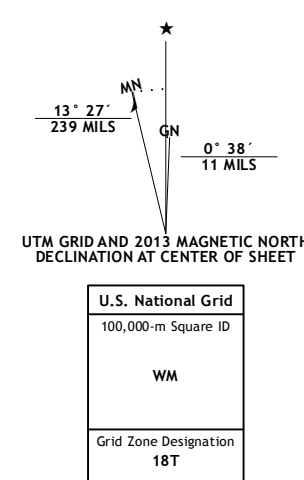 MN
GN
13° 27´
239 MILS
0° 38´
11 MILS
UTM GRID AND 2013 MAGNETIC NORTH
DECLINATION AT CENTER OF SHEET
U.S. National Grid
100,000-m Square ID
WM
Grid Zone Designation
18T